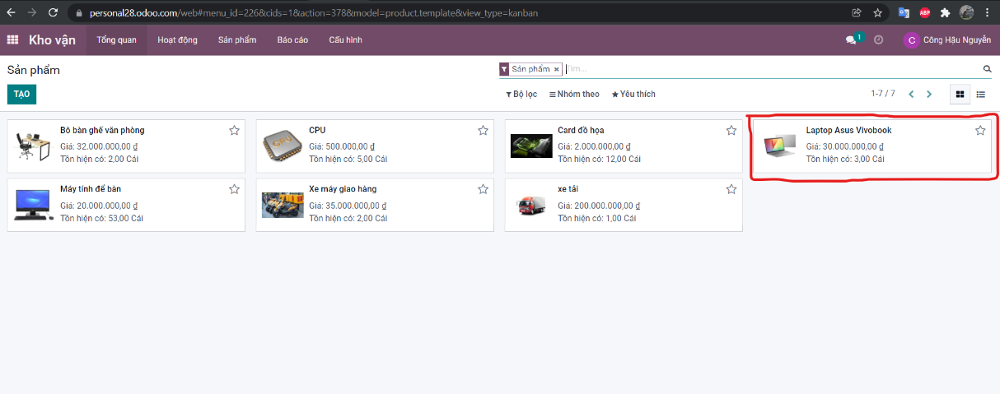 personal28.odoo.com/web#menu_id=226&cids=1&action=378&model=product.template&view_type=kanban
ABP
Kho vận Tổng quan Hoạt động Sản phẩm Báo cáo Cấu hình 1 C Công Hậu Nguyễn
Sản phẩm
Sản phẩm × Tìm...
TẠO
Bộ lọc Nhóm theo Yêu thích 1-7 / 7
Bô bàn ghế văn phòng
Giá: 32.000.000,00 ₫
Tồn hiện có: 2,00 Cái
CPU
Giá: 500.000,00 ₫
Tồn hiện có: 5,00 Cái
Card đồ họa
Giá: 2.000.000,00 ₫
Tồn hiện có: 12,00 Cái
Laptop Asus Vivobook
Giá: 30.000.000,00 ₫
Tồn hiện có: 3,00 Cái
Máy tính để bàn
Giá: 20.000.000,00 ₫
Tồn hiện có: 53,00 Cái
Xe máy giao hàng
Giá: 35.000.000,00 ₫
Tồn hiện có: 2,00 Cái
xe tải
Giá: 200.000.000,00 ₫
Tồn hiện có: 1,00 Cái
CPU